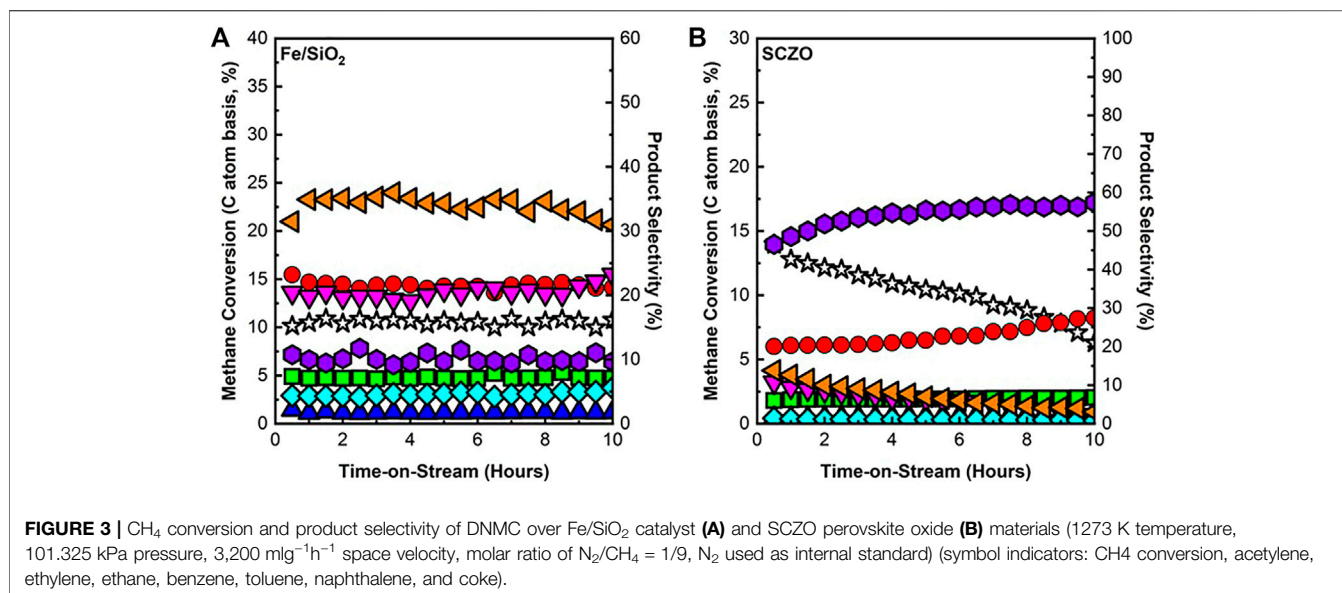 A
B
Fe/SiO₂
SCZO
40
35
30
25
20
15
10
5
0
60
50
40
30
20
10
0
30
25
20
15
10
5
0
100
90
80
70
60
50
40
30
20
10
0
Methane Conversion (C atom basis, %)
Product Selectivity (%)
Methane Conversion (C atom basis, %)
Product Selectivity (%)
0 2 4 6 8 10
0 2 4 6 8 10
Time-on-Stream (Hours)
Time-on-Stream (Hours)
FIGURE 3 | CH₄ conversion and product selectivity of DNMC over Fe/SiO₂ catalyst (A) and SCZO perovskite oxide (B) materials (1273 K temperature,
101.325 kPa pressure, 3,200 mlg⁻¹h⁻¹ space velocity, molar ratio of N₂/CH₄ = 1/9, N₂ used as internal standard) (symbol indicators: CH4 conversion, acetylene,
ethylene, ethane, benzene, toluene, naphthalene, and coke).